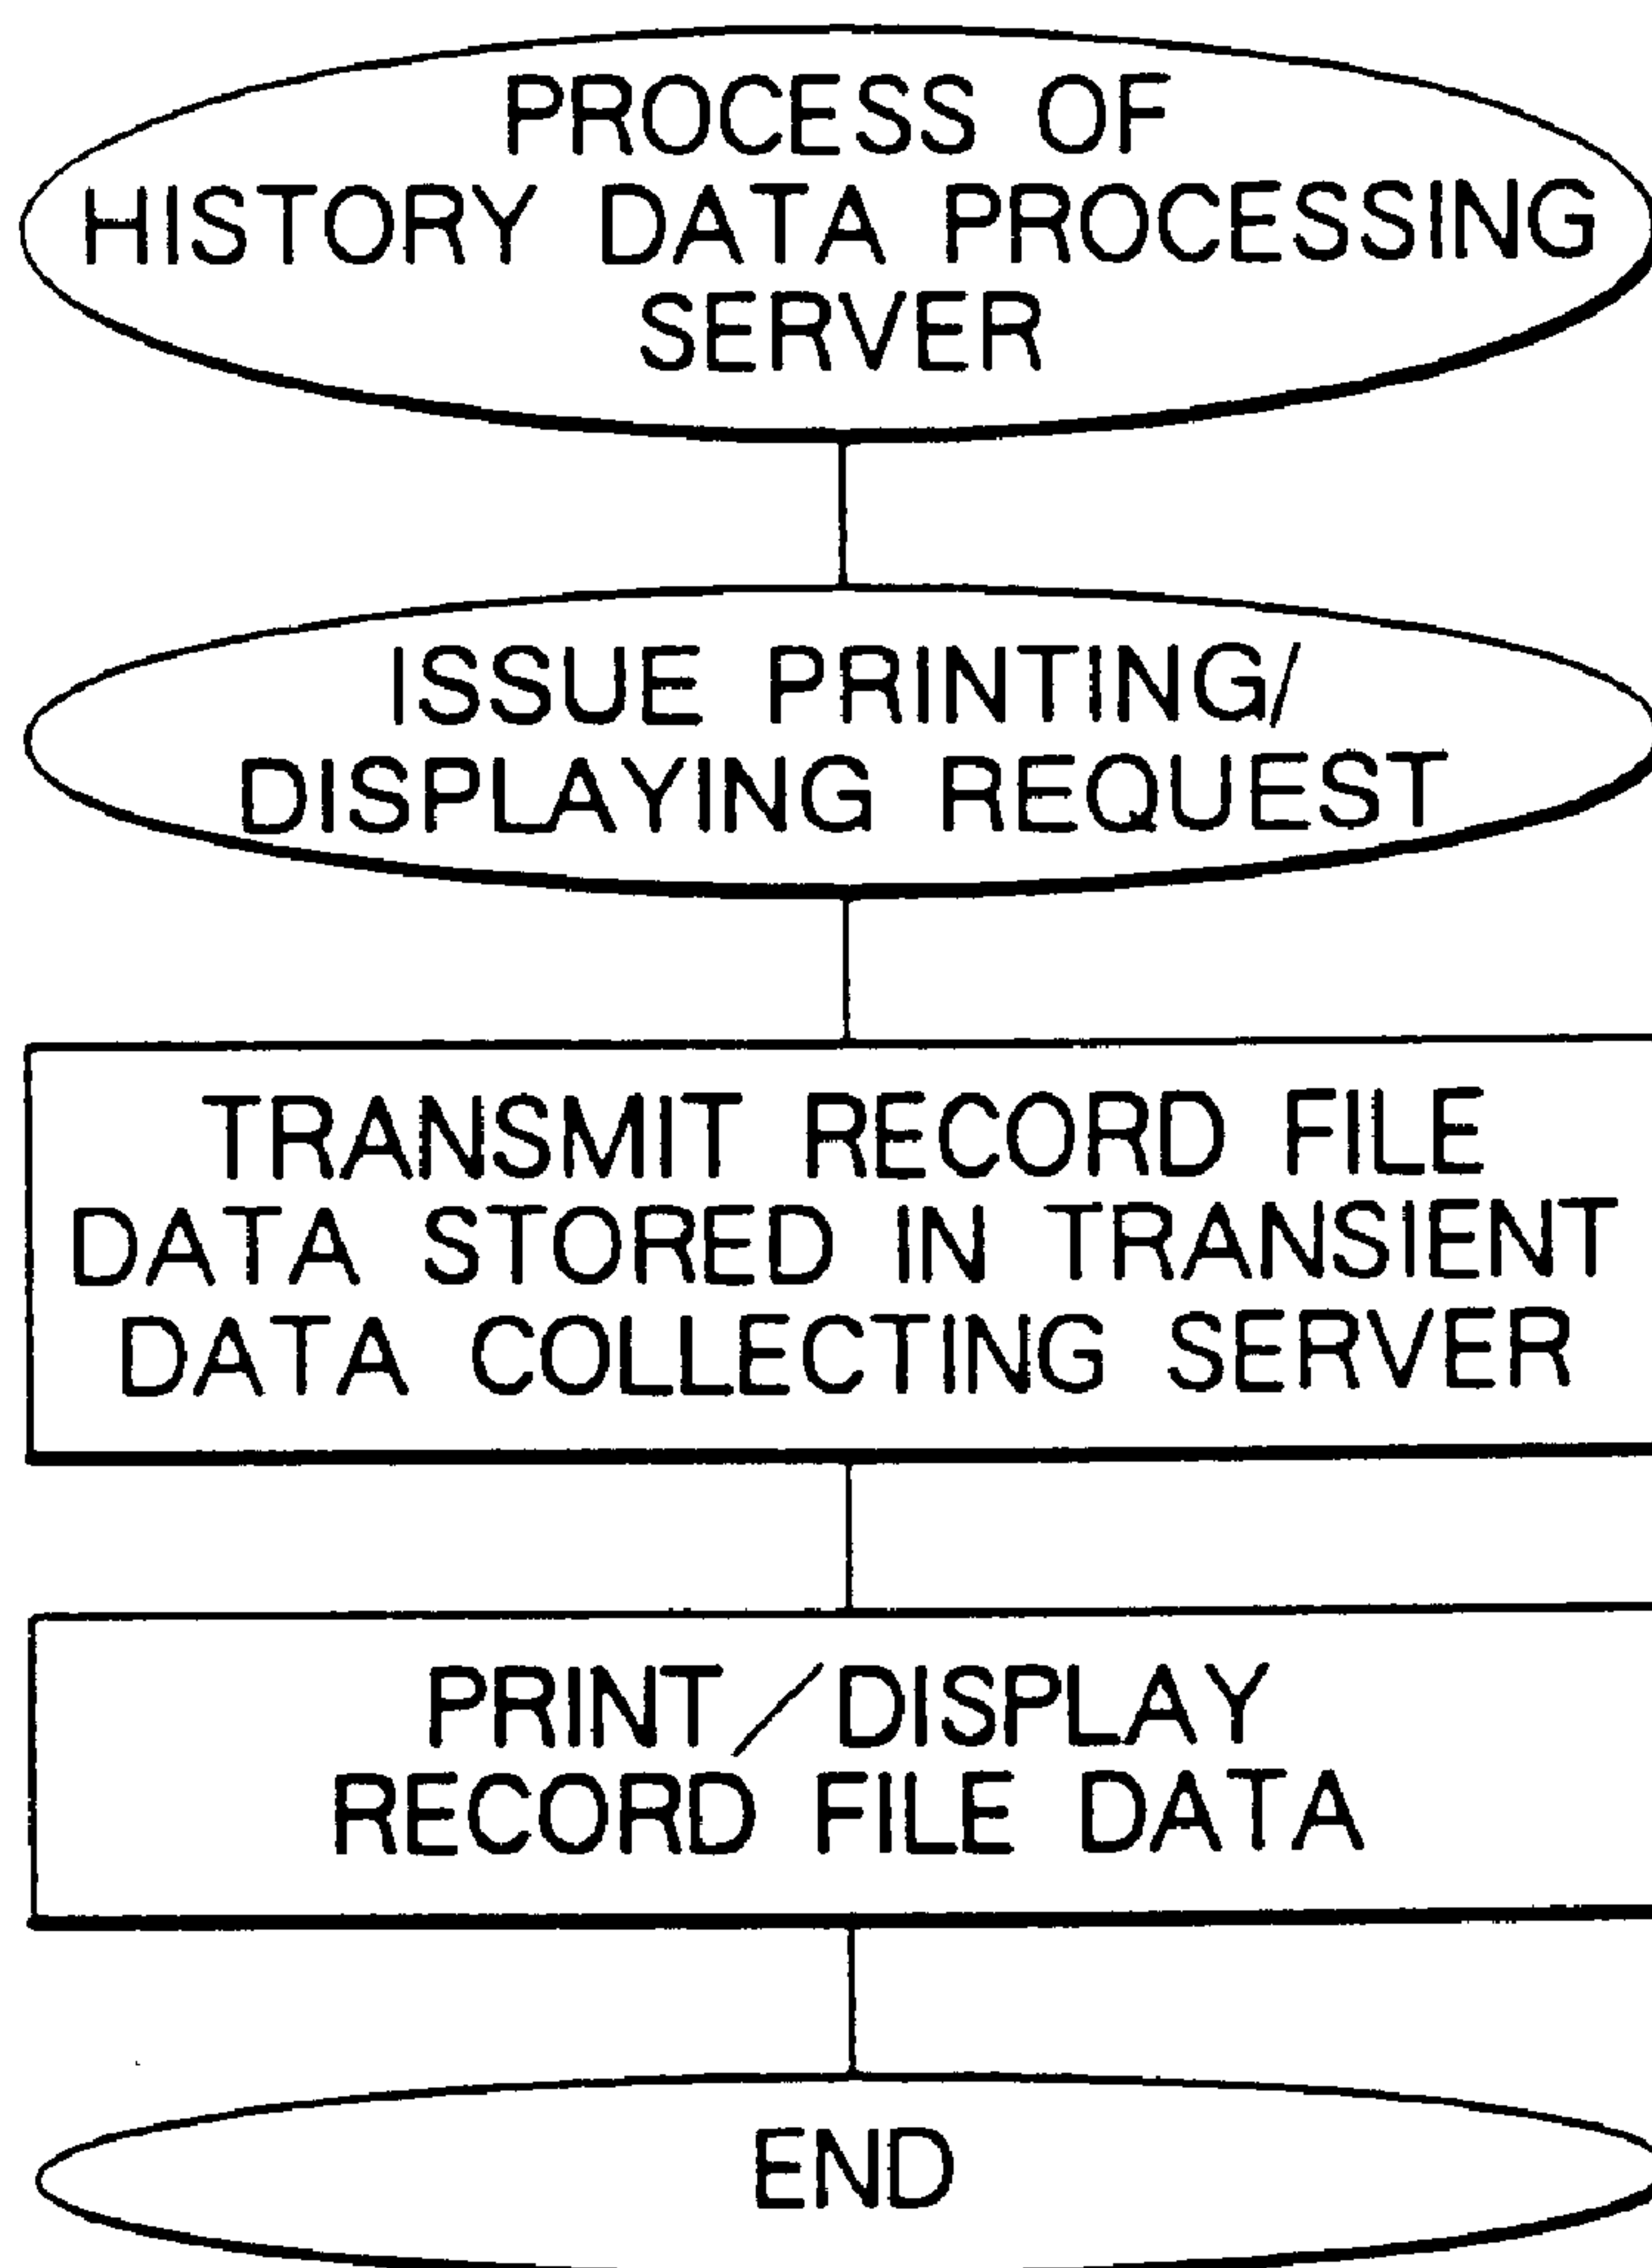 PROCESS OF
HISTORY DATA PROCESSING
SERVER
ISSUE PRINTING/
DISPLAYING REQUEST
TRANSMIT RECORD FILE
DATA STORED IN TRANSIENT
DATA COLLECTING SERVER
PRINT/DISPLAY
RECORD FILE DATA
END